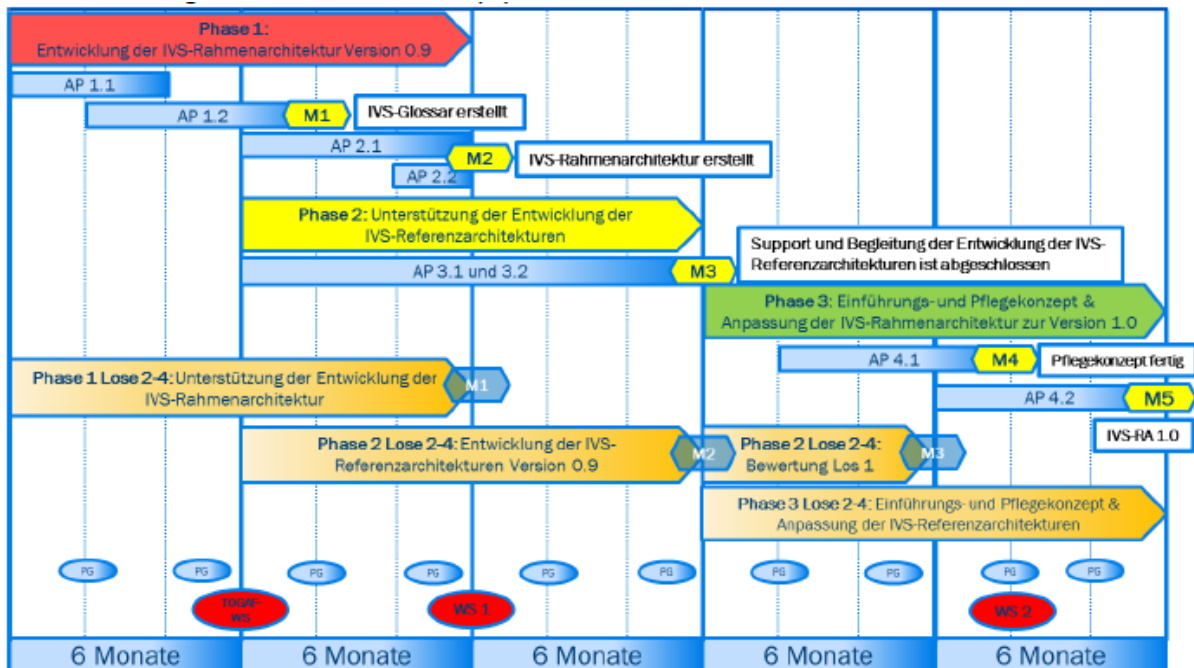 Phase 1:
Entwicklung der IVS-Rahmenarchitektur Version 0.9
AP 1.1
AP 1.2
M1
IVS-Glossar erstellt
AP 2.1
M2
IVS-Rahmenarchitektur erstellt
AP 2.2
Phase 2: Unterstützung der Entwicklung der
IVS-Referenzarchitekturen
Support und Begleitung der Entwicklung der IVS-
Referenzarchitekturen ist abgeschlossen
AP 3.1 und 3.2
M3
Phase 3: Einführungs- und Pflegekonzept &
Anpassung der IVS-Rahmenarchitektur zur Version 1.0
AP 4.1
M4
Pflegekonzept fertig
Phase 1 Lose 2-4: Unterstützung der Entwicklung der
IVS-Rahmenarchitektur
M1
AP 4.2
M5
IVS-RA 1.0
Phase 2 Lose 2-4: Entwicklung der IVS-
Referenzarchitekturen Version 0.9
M2
Phase 2 Lose 2-4:
Bewertung Los 1
M3
Phase 3 Lose 2-4: Einführungs- und Pflegekonzept &
Anpassung der IVS-Referenzarchitekturen
PG PG PG PG PG PG PG PG PG PG
TOGAF-
WS
WS 1
WS 2
6 Monate 6 Monate 6 Monate 6 Monate 6 Monate